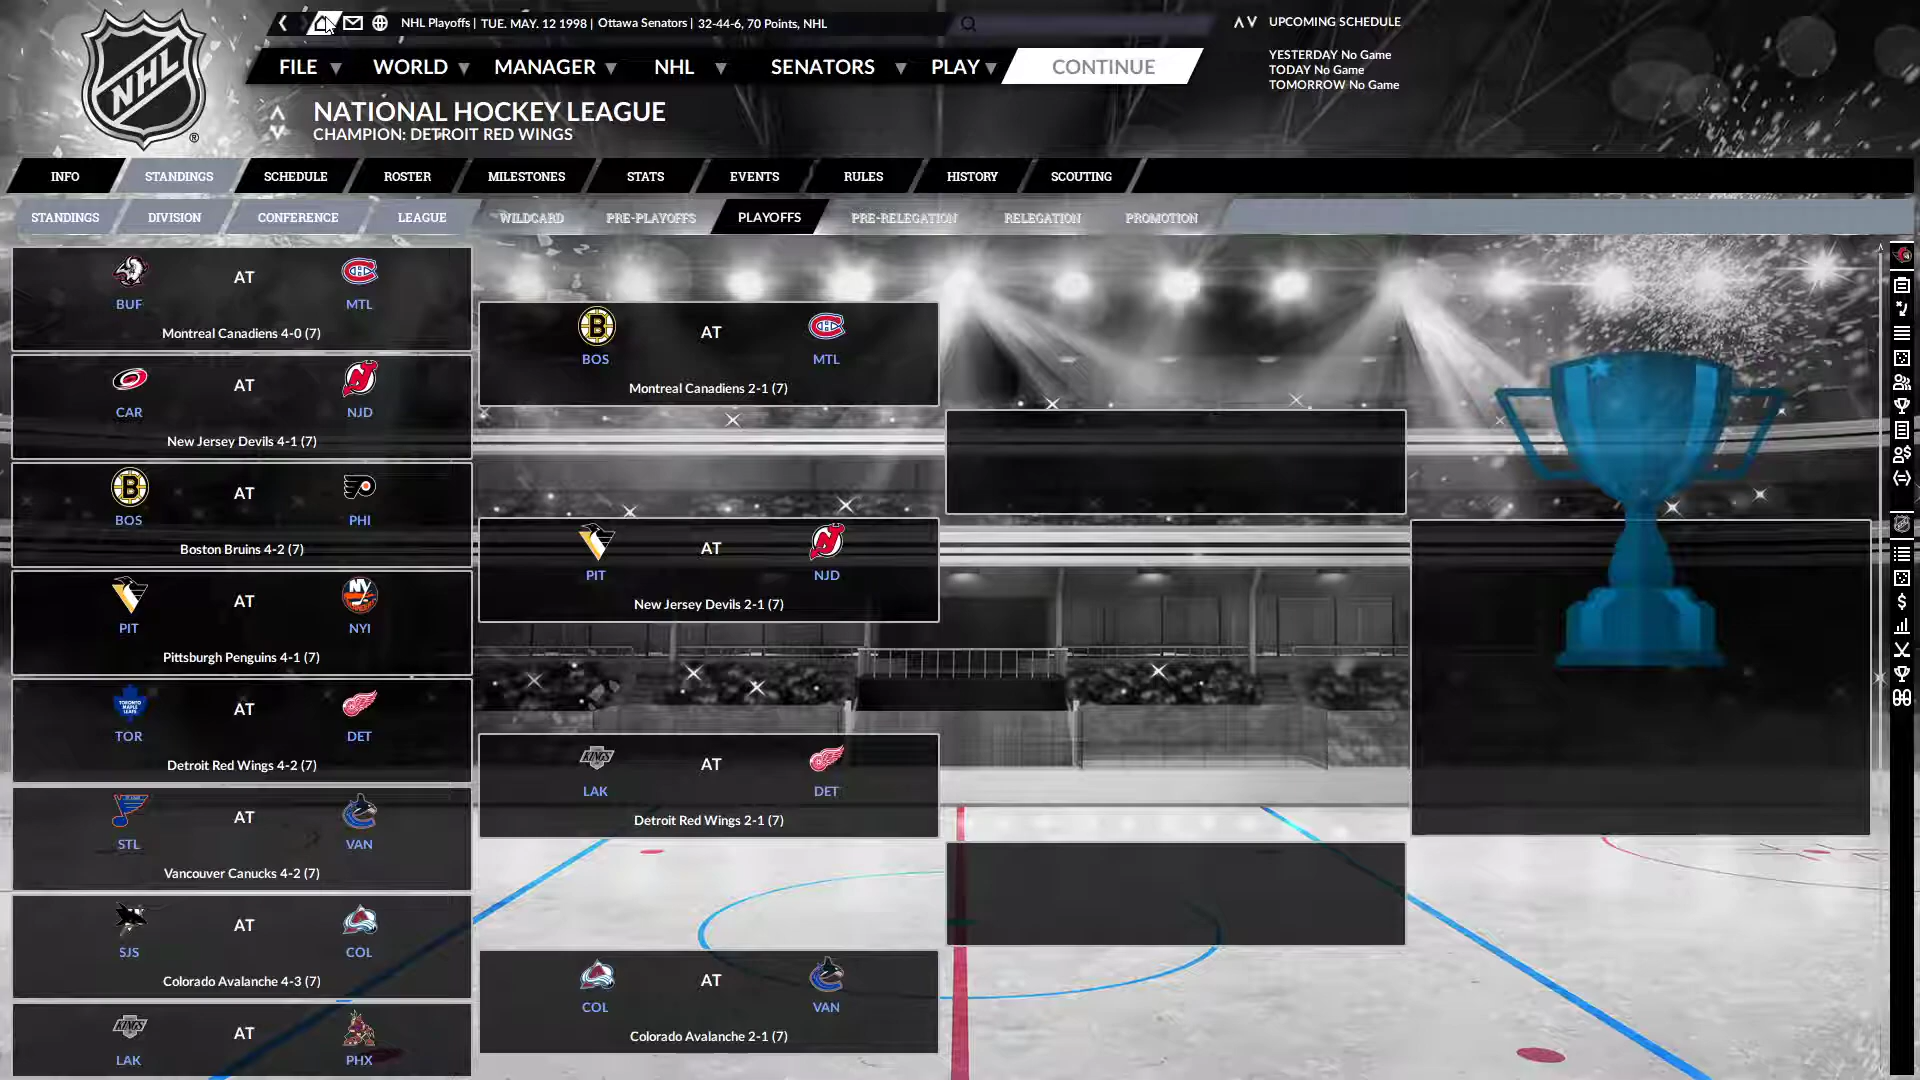 NHL Playoffs | TUE. MAY. 12 1998 | Ottawa Senators | 32-44-6, 70 Points, NHL
UPCOMING SCHEDULE
YESTERDAY No Game
TODAY No Game
TOMORROW No Game
FILE WORLD MANAGER NHL SENATORS PLAY CONTINUE
NHL
NATIONAL HOCKEY LEAGUE
CHAMPION: DETROIT RED WINGS
INFO STANDINGS SCHEDULE ROSTER MILESTONES STATS EVENTS RULES HISTORY SCOUTING
STANDINGS DIVISION CONFERENCE LEAGUE WILDCARD PRE-PLAYOFFS PLAYOFFS PRE-RELEGATION RELEGATION PROMOTION
AT
BUF MTL
Montreal Canadiens 4-0 (7)
AT
CAR NJD
New Jersey Devils 4-1 (7)
AT
BOS PHI
Boston Bruins 4-2 (7)
AT
PIT NYI
Pittsburgh Penguins 4-1 (7)
AT
TOR DET
Detroit Red Wings 4-2 (7)
AT
STL VAN
Vancouver Canucks 4-2 (7)
AT
SJS COL
Colorado Avalanche 4-3 (7)
AT
LAK PHX
AT
BOS MTL
Montreal Canadiens 2-1 (7)
AT
PIT NJD
New Jersey Devils 2-1 (7)
AT
LAK DET
Detroit Red Wings 2-1 (7)
AT
COL VAN
Colorado Avalanche 2-1 (7)